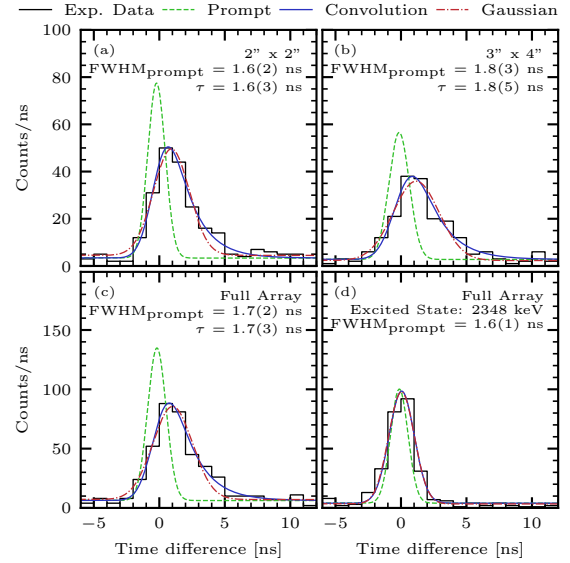 Exp. Data Prompt Convolution Gaussian
(a) 2” x 2”
FWHMprompt = 1.6(2) ns
τ = 1.6(3) ns
(b) 3” x 4”
FWHMprompt = 1.8(3) ns
τ = 1.8(5) ns
100
80
60
40
20
0
Counts/ns
(c) Full Array
FWHMprompt = 1.7(2) ns
τ = 1.7(3) ns
(d) Full Array
Excited State: 2348 keV
FWHMprompt = 1.6(1) ns
150
100
50
0
Counts/ns
−5 0 5 10
−5 0 5 10
Time difference [ns]
Time difference [ns]